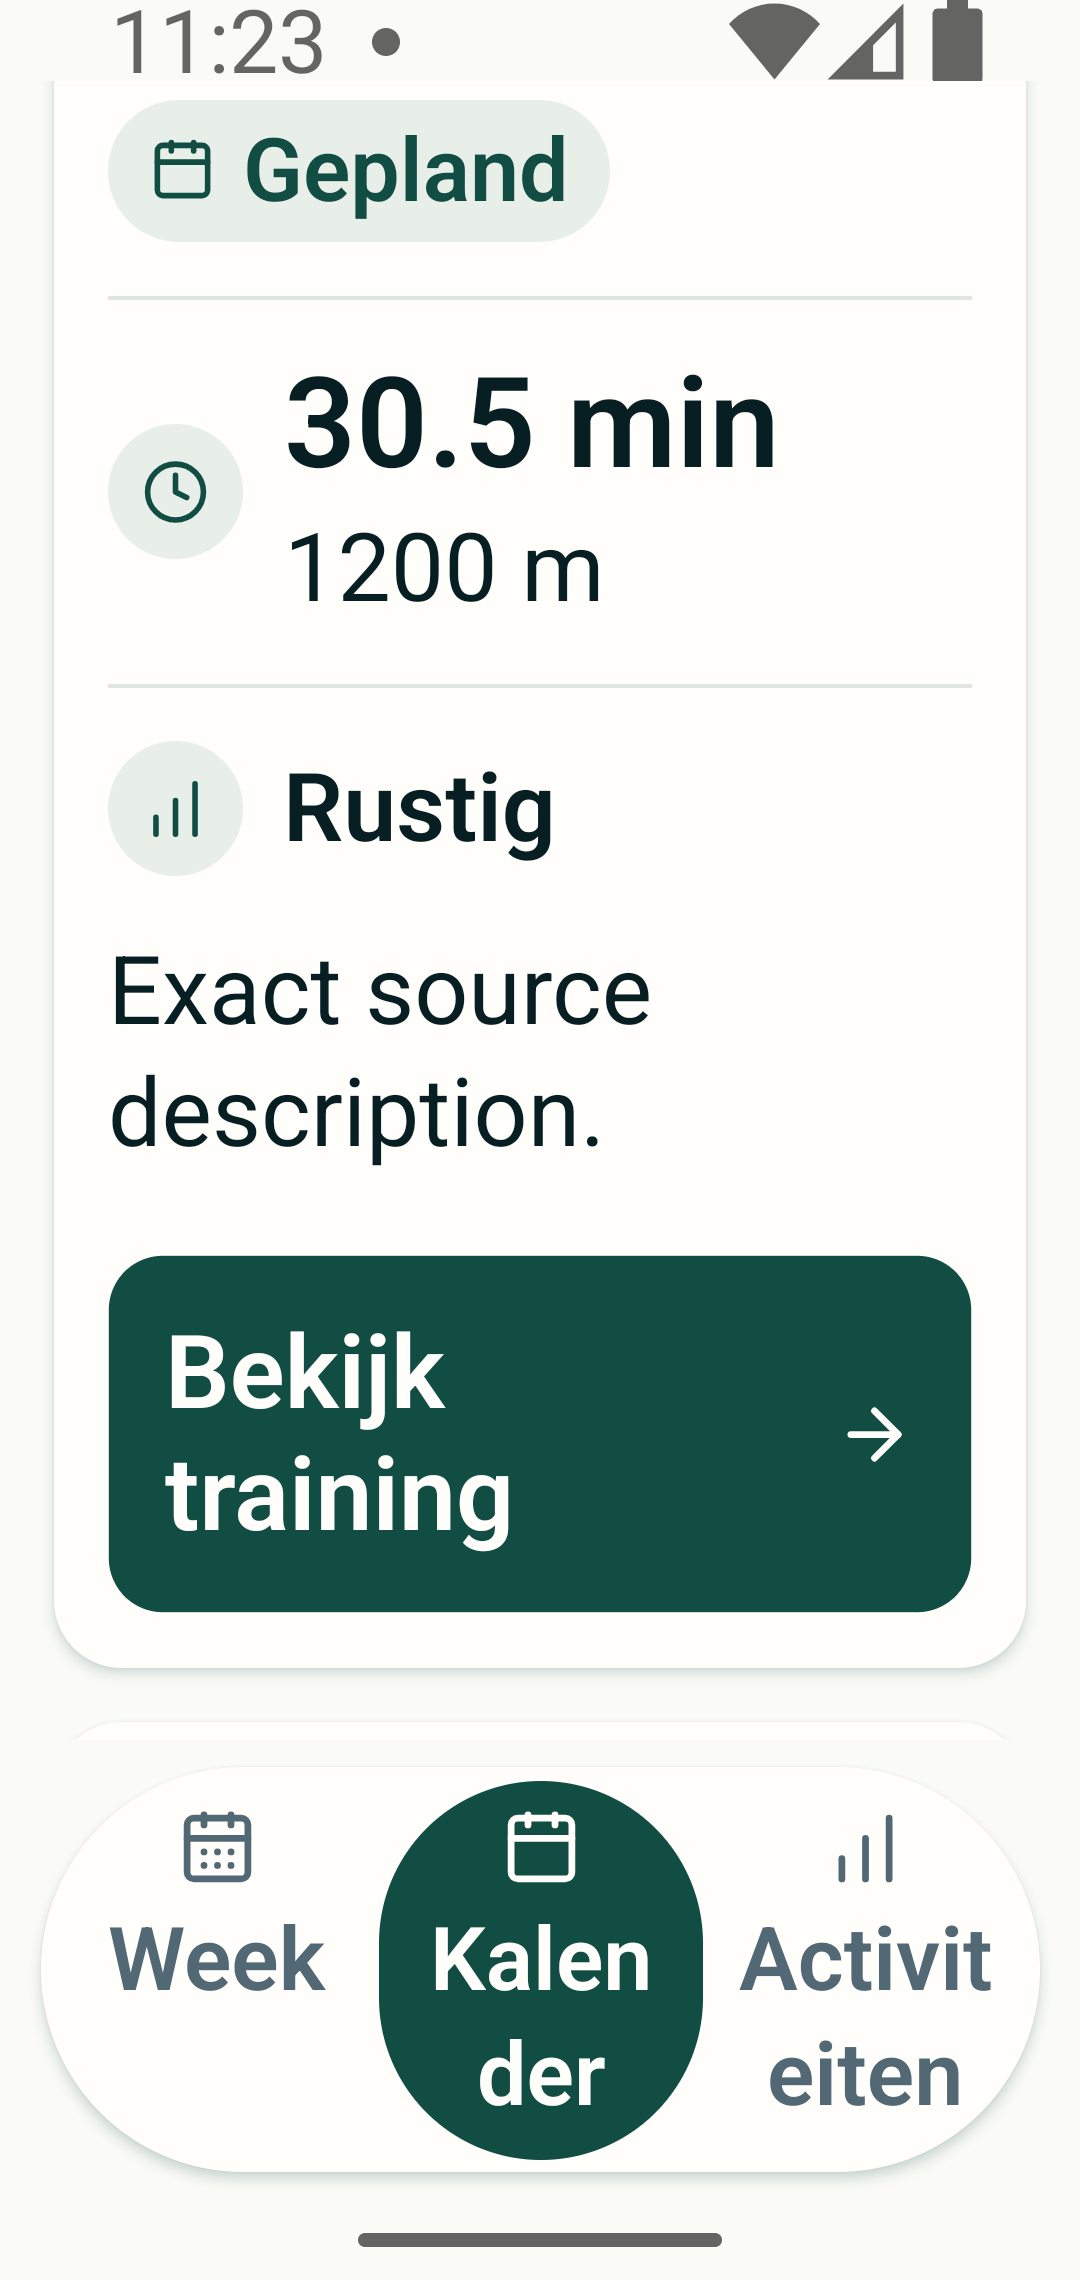 11:23
Gepland
30.5 min
1200 m
Rustig
Exact source
description.
Bekijk
training
Week
Kalen
der
Activit
eiten